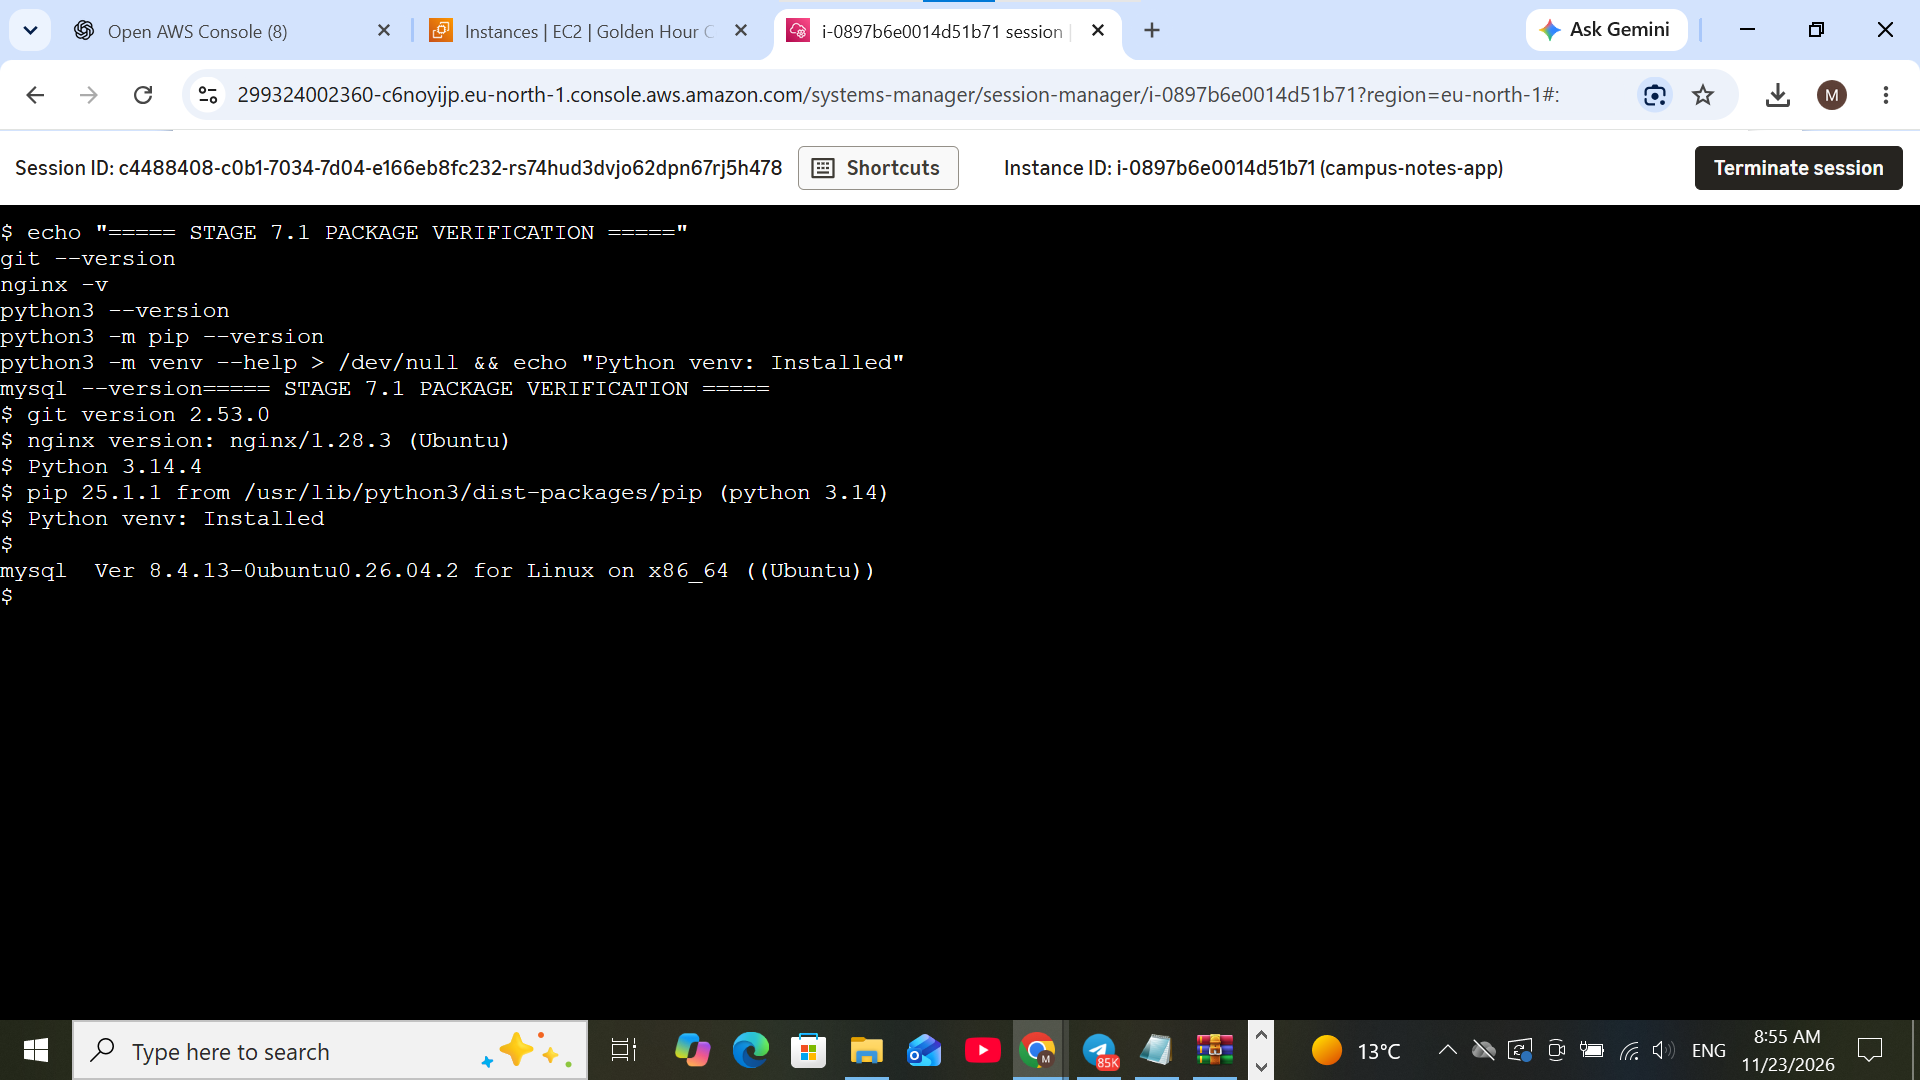 Open AWS Console (8)
Instances | EC2 | Golden Hour C
i-0897b6e0014d51b71 session |
Ask Gemini
299324002360-c6noyijp.eu-north-1.console.aws.amazon.com/systems-manager/session-manager/i-0897b6e0014d51b71?region=eu-north-1#:
M
Session ID: c4488408-c0b1-7034-7d04-e166eb8fc232-rs74hud3dvjo62dpn67rj5h478
Shortcuts
Instance ID: i-0897b6e0014d51b71 (campus-notes-app)
Terminate session
$ echo "===== STAGE 7.1 PACKAGE VERIFICATION ====="
git --version
nginx -v
python3 --version
python3 -m pip --version
python3 -m venv --help > /dev/null && echo "Python venv: Installed"
mysql --version===== STAGE 7.1 PACKAGE VERIFICATION =====
$ git version 2.53.0
$ nginx version: nginx/1.28.3 (Ubuntu)
$ Python 3.14.4
$ pip 25.1.1 from /usr/lib/python3/dist-packages/pip (python 3.14)
$ Python venv: Installed
$
mysql  Ver 8.4.13-0ubuntu0.26.04.2 for Linux on x86_64 ((Ubuntu))
$
Type here to search
M
85K
13°C
ENG
8:55 AM
11/23/2026